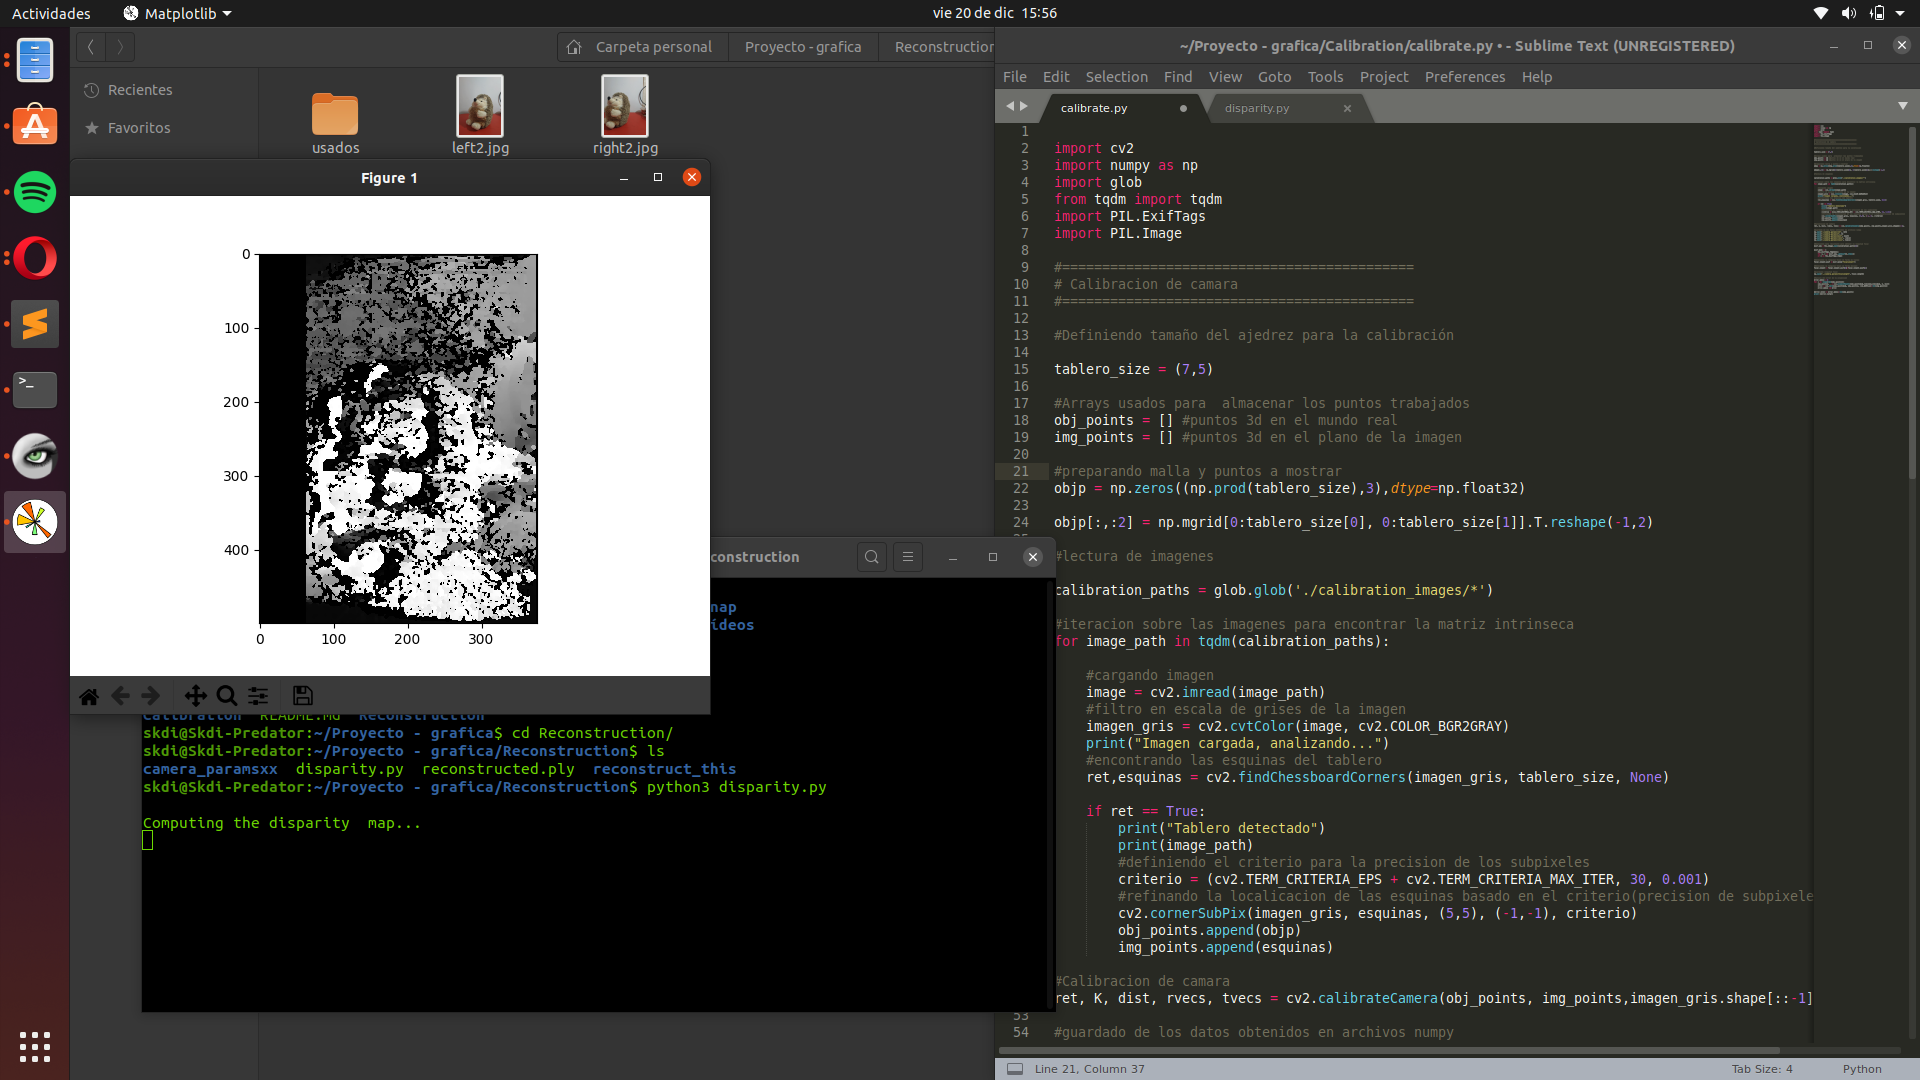 Actividades
Matplotlib
vie 20 de dic  15:56
Carpeta personal
Proyecto - grafica
Reconstruction
Recientes
Favoritos
usados
left2.jpg
right2.jpg
Figure 1
0
100
200
300
400
0
100
200
300
construction
nap
ideos
Calibration  README.md  Reconstruction
skdi@Skdi-Predator:~/Proyecto - grafica$ cd Reconstruction/
skdi@Skdi-Predator:~/Proyecto - grafica/Reconstruction$ ls
camera_paramsxx  disparity.py  reconstructed.ply  reconstruct_this
skdi@Skdi-Predator:~/Proyecto - grafica/Reconstruction$ python3 disparity.py
Computing the disparity  map...
~/Proyecto - grafica/Calibration/calibrate.py • - Sublime Text (UNREGISTERED)
File Edit Selection Find View Goto Tools Project Preferences Help
calibrate.py
disparity.py
1
2 import cv2
3 import numpy as np
4 import glob
5 from tqdm import tqdm
6 import PIL.ExifTags
7 import PIL.Image
8
9 #============================================
10 # Calibracion de camara
11 #============================================
12
13 #Definiendo tamaño del ajedrez para la calibración
14
15 tablero_size = (7,5)
16
17 #Arrays usados para  almacenar los puntos trabajados
18 obj_points = [] #puntos 3d en el mundo real
19 img_points = [] #puntos 3d en el plano de la imagen
20
21 #preparando malla y puntos a mostrar
22 objp = np.zeros((np.prod(tablero_size),3),dtype=np.float32)
23
24 objp[:,:2] = np.mgrid[0:tablero_size[0], 0:tablero_size[1]].T.reshape(-1,2)
#lectura de imagenes
calibration_paths = glob.glob('./calibration_images/*')
#iteracion sobre las imagenes para encontrar la matriz intrinseca
for image_path in tqdm(calibration_paths):
#cargando imagen
image = cv2.imread(image_path)
#filtro en escala de grises de la imagen
imagen_gris = cv2.cvtColor(image, cv2.COLOR_BGR2GRAY)
print("Imagen cargada, analizando...")
#encontrando las esquinas del tablero
ret,esquinas = cv2.findChessboardCorners(imagen_gris, tablero_size, None)
if ret == True:
print("Tablero detectado")
print(image_path)
#definiendo el criterio para la precision de los subpixeles
criterio = (cv2.TERM_CRITERIA_EPS + cv2.TERM_CRITERIA_MAX_ITER, 30, 0.001)
#refinando la localicacion de las esquinas basado en el criterio(precision de subpixele
cv2.cornerSubPix(imagen_gris, esquinas, (5,5), (-1,-1), criterio)
obj_points.append(objp)
img_points.append(esquinas)
#Calibracion de camara
ret, K, dist, rvecs, tvecs = cv2.calibrateCamera(obj_points, img_points,imagen_gris.shape[::-1]
53
54 #guardado de los datos obtenidos en archivos numpy
Line 21, Column 37
Tab Size: 4
Python